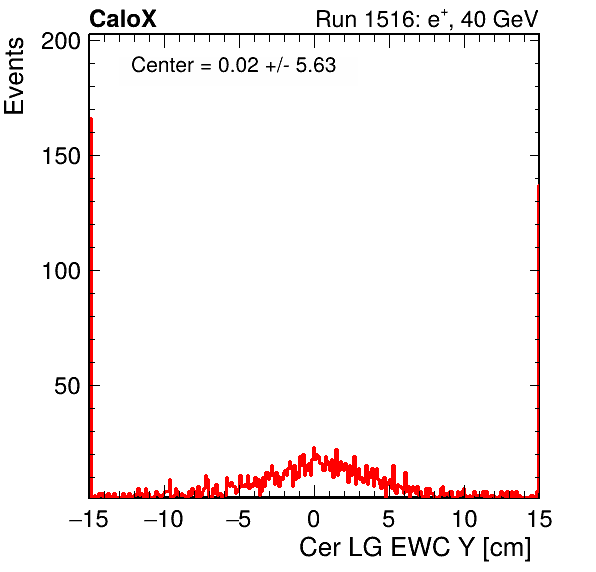 CaloX Run 1516: e⁺, 40 GeV
Events
Center = 0.02 +/- 5.63
200
150
100
50
−15 −10 −5 0 5 10 15
Cer LG EWC Y [cm]